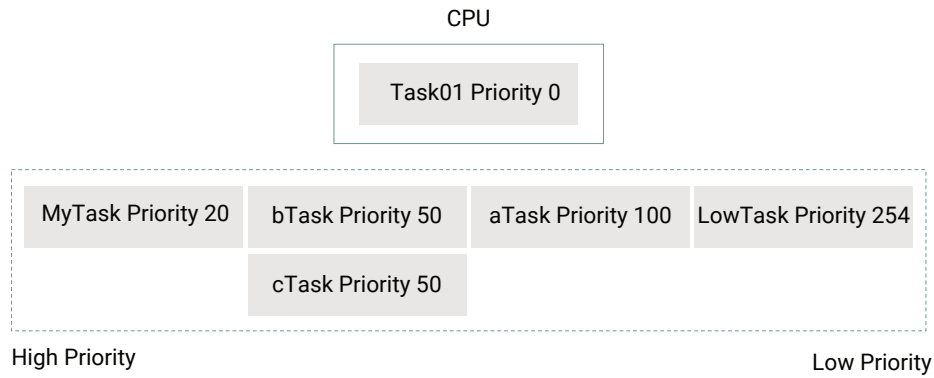 CPU
Task01 Priority 0
MyTask Priority 20
bTask Priority 50
aTask Priority 100
LowTask Priority 254
cTask Priority 50
High Priority
Low Priority